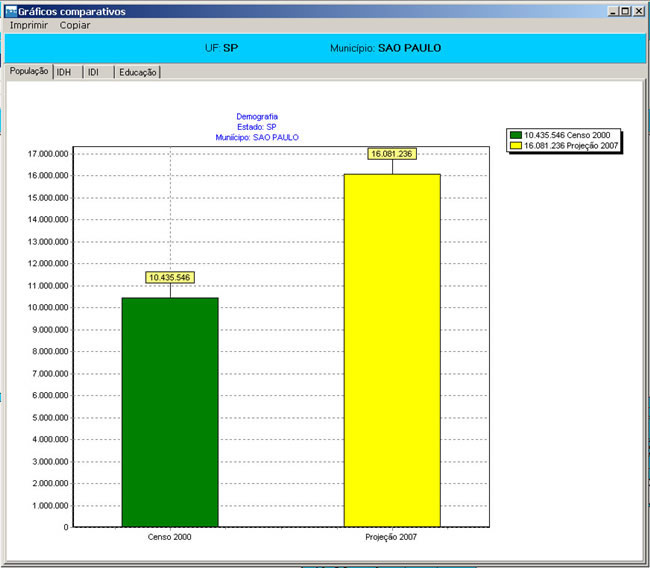 Gráficos comparativos
Imprimir Copiar
UF: SP Município: SAO PAULO
População IDH IDI Educação
Demografia
Estado: SP
Muniícipo: SAO PAULO
10.435.546 Censo 2000
16.081.236 Projeção 2007
17.000.000
16.000.000
15.000.000
14.000.000
13.000.000
12.000.000
11.000.000
10.000.000
9.000.000
8.000.000
7.000.000
6.000.000
5.000.000
4.000.000
3.000.000
2.000.000
1.000.000
0
10.435.546
16.081.236
Censo 2000 Projeção 2007